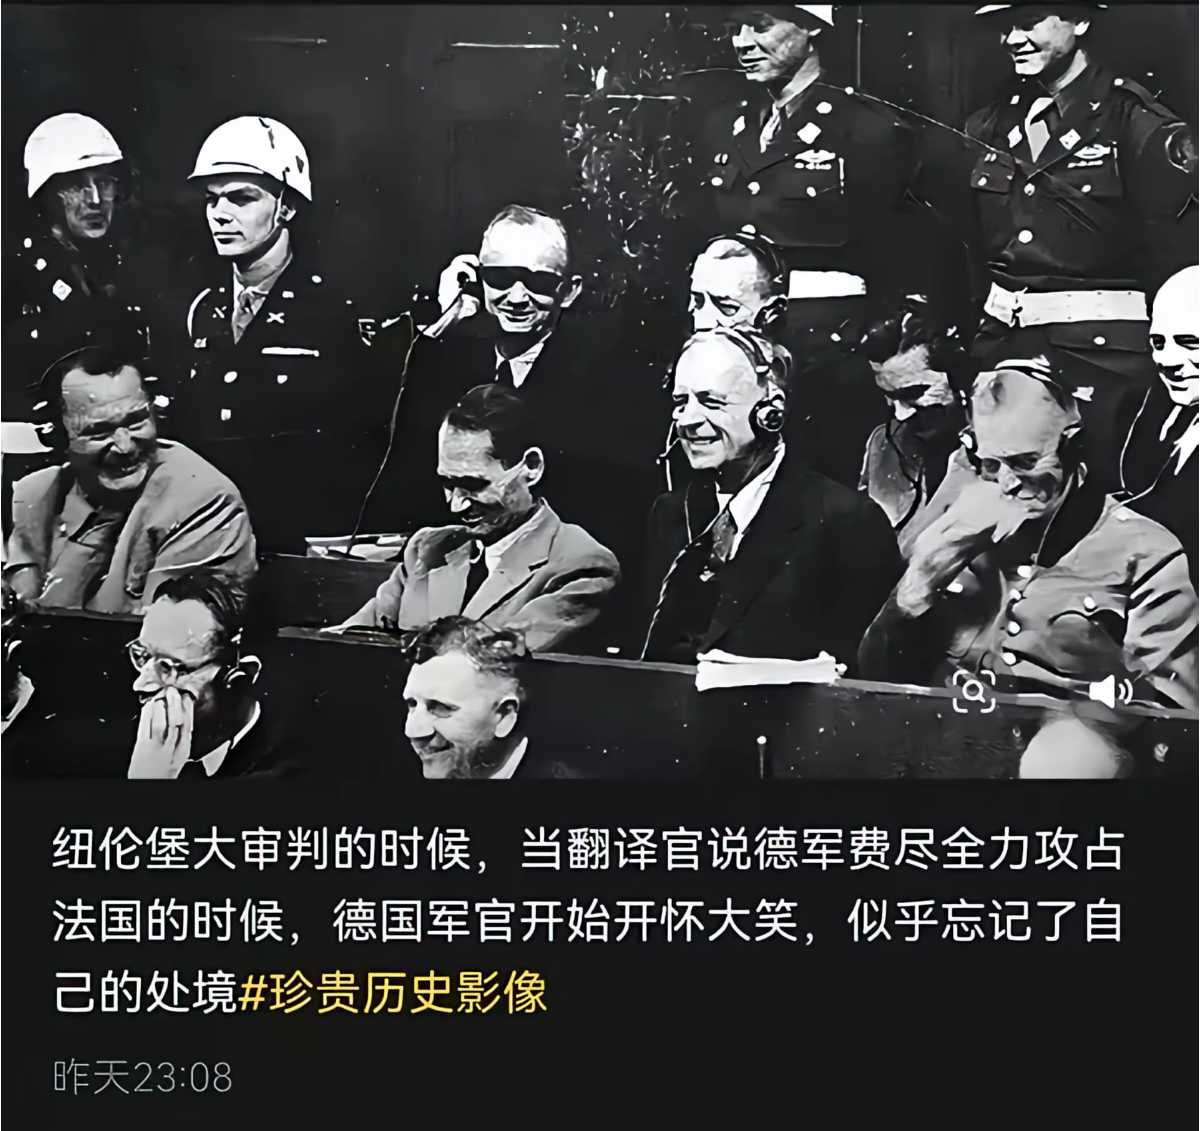 纽伦堡大审判的时候，当翻译官说德军费尽全力攻占
法国的时候，德国军官开始开怀大笑，似乎忘记了自
己的处境#珍贵历史影像
昨天23:08